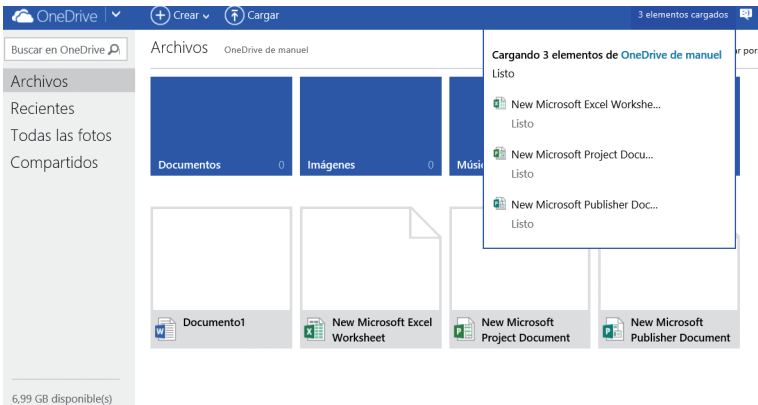 OneDrive
Crear
Cargar
3 elementos cargados
Buscar en OneDrive
Archivos
OneDrive de manuel
ar por
Archivos
Recientes
Todas las fotos
Compartidos
Documentos 0
Imágenes 0
Músic
Cargando 3 elementos de OneDrive de manuel
Listo
New Microsoft Excel Workshe...
Listo
New Microsoft Project Docu...
Listo
New Microsoft Publisher Doc...
Listo
Documento1
New Microsoft Excel
Worksheet
New Microsoft
Project Document
New Microsoft
Publisher Document
6,99 GB disponible(s)